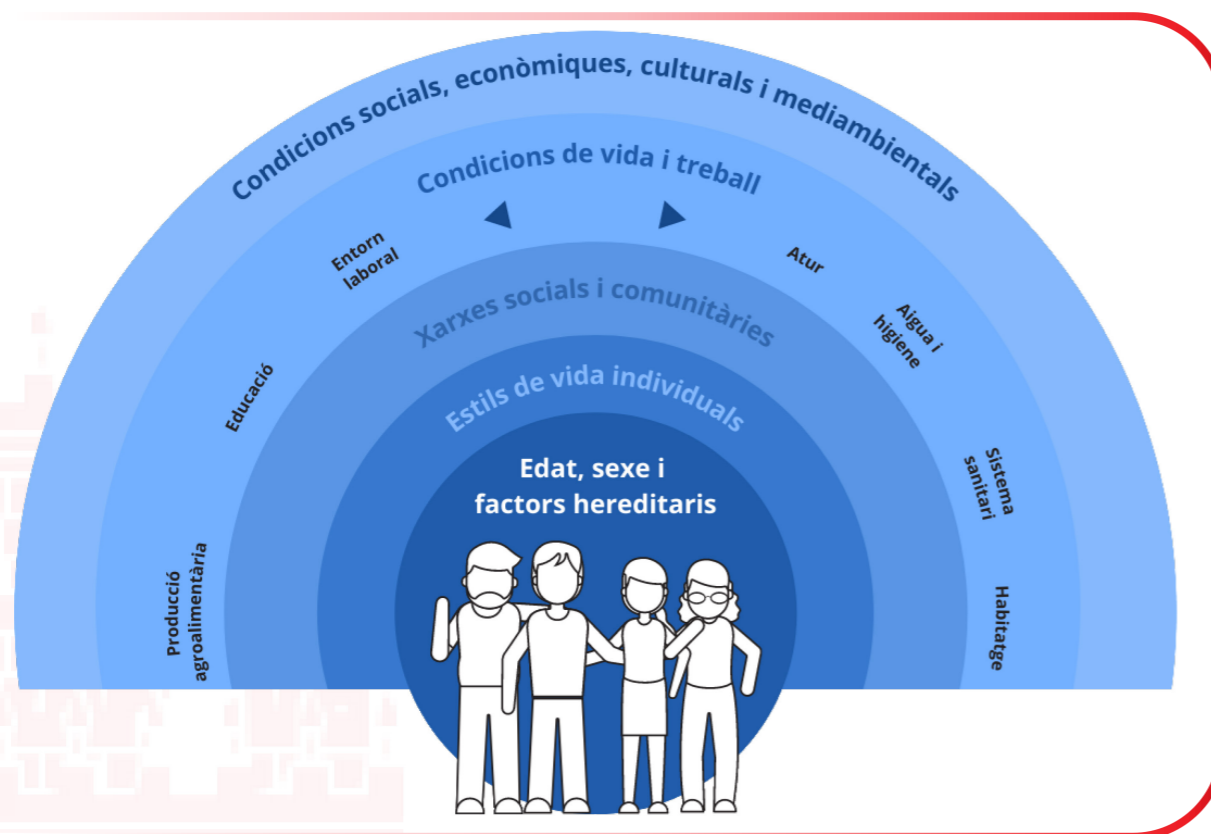 Condicions socials, econòmiques, culturals i mediambientals
Condicions de vida i treball
Entorn
laboral
Atur
Aigua i
higiene
Educació
Sistema
sanitari
Producció
agroalimentària
Habitatge
Xarxes socials i comunitàries
Estils de vida individuals
Edat, sexe i
factors hereditaris